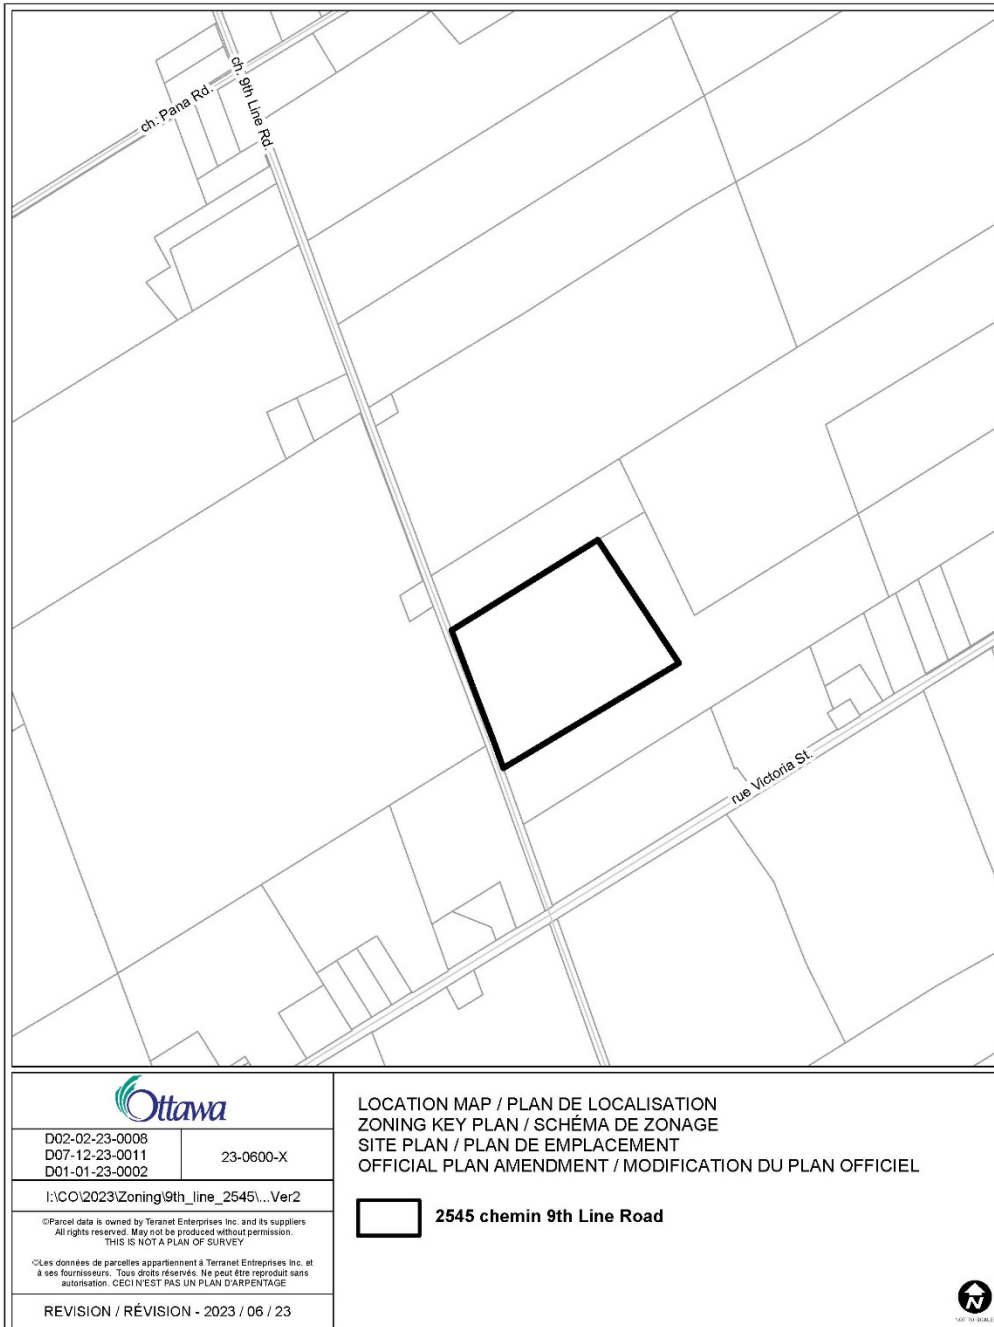 ch. Pana Rd.
ch. 9th Line Rd.
rue Victoria St.
Ottawa
D02-02-23-0008
D07-12-23-0011
D01-01-23-0002
23-0600-X
I:\CO\2023\Zoning\9th_line_2545\...Ver2
©Parcel data is owned by Teranet Enterprises Inc. and its suppliers
All rights reserved. May not be produced without permission.
THIS IS NOT A PLAN OF SURVEY
©Les données de parcelles appartiennent à Terranet Entreprises Inc. et
à ses fournisseurs. Tous droits réservés. Ne peut être reproduit sans
autorisation. CECI N'EST PAS UN PLAN D'ARPENTAGE
REVISION / RÉVISION - 2023 / 06 / 23
LOCATION MAP / PLAN DE LOCALISATION
ZONING KEY PLAN / SCHÉMA DE ZONAGE
SITE PLAN / PLAN DE EMPLACEMENT
OFFICIAL PLAN AMENDMENT / MODIFICATION DU PLAN OFFICIEL
2545 chemin 9th Line Road
N
NOT TO SCALE